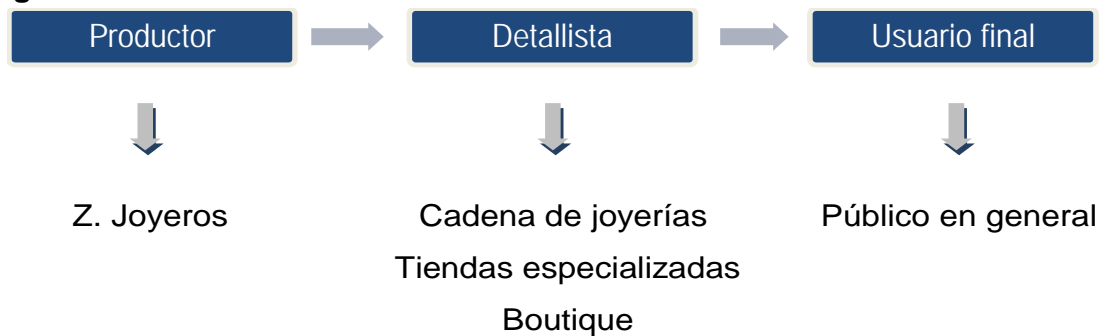 Productor
Detallista
Usuario final
Z. Joyeros
Cadena de joyerías
Público en general
Tiendas especializadas
Boutique